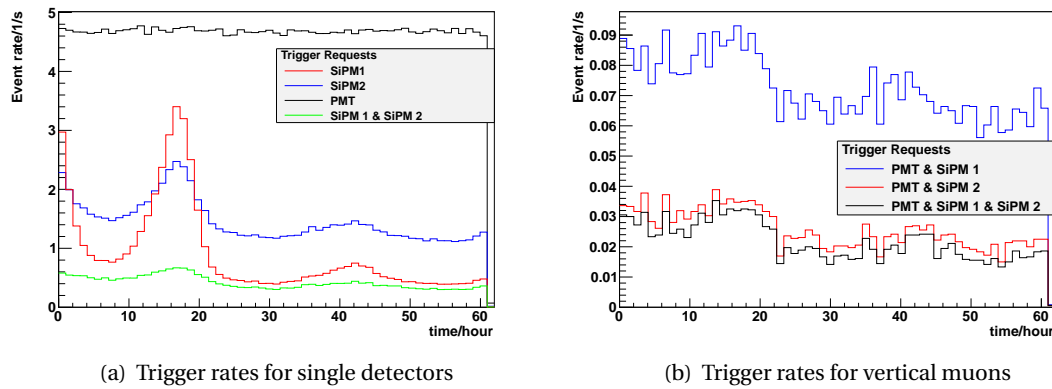 Event rate/1/s
5
4
3
2
1
0
0 10 20 30 40 50 60
time/hour
Trigger Requests
SiPM1
SiPM2
PMT
SiPM 1 & SiPM 2
(a) Trigger rates for single detectors
Event rate/1/s
0.09
0.08
0.07
0.06
0.05
0.04
0.03
0.02
0.01
0
0 10 20 30 40 50 60
time/hour
Trigger Requests
PMT & SiPM 1
PMT & SiPM 2
PMT & SiPM 1 & SiPM 2
(b) Trigger rates for vertical muons